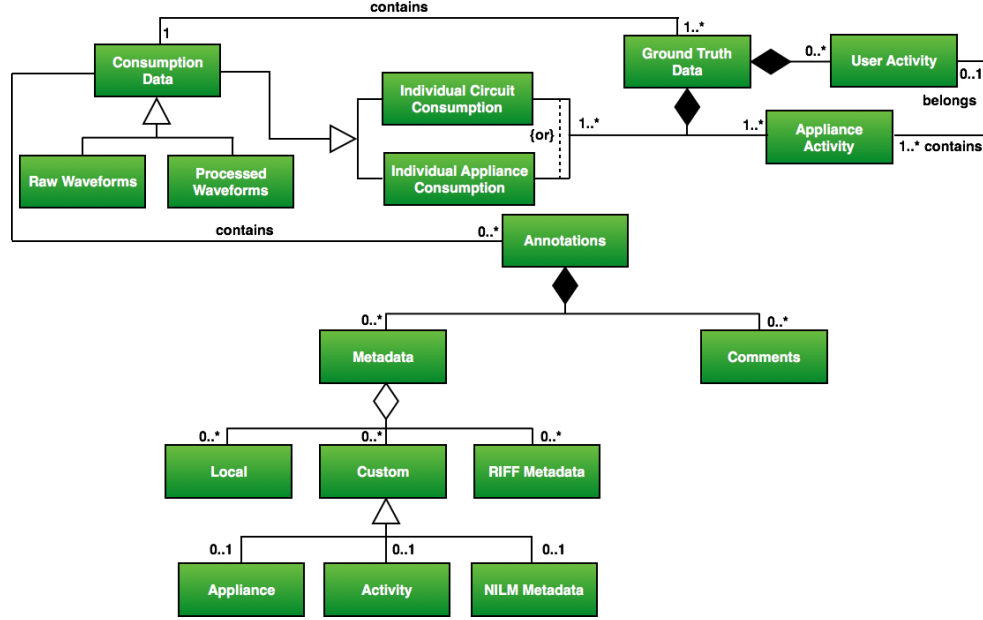 contains
1
1..*
Consumption
Data
Ground Truth
Data
0..*
User Activity
0..1
belongs
Individual Circuit
Consumption
{or}
1..*
1..*
Appliance
Activity
1..* contains
Raw Waveforms
Processed
Waveforms
Individual Appliance
Consumption
contains
0..*
Annotations
0..*
0..*
Metadata
Comments
0..*
0..*
0..*
Local
Custom
RIFF Metadata
0..1
0..1
0..1
Appliance
Activity
NILM Metadata